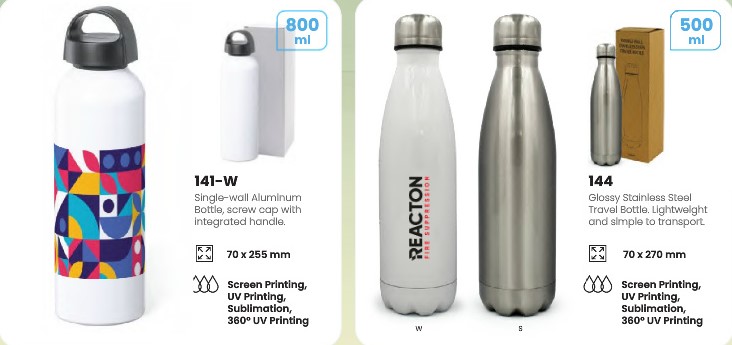 800
ml
141-W
Single-wall Aluminum
Bottle, screw cap with
integrated handle.
70 x 255 mm
Screen Printing,
UV Printing,
Sublimation,
360° UV Printing
500
ml
REACTON
FIRE SUPPRESSION
W
S
144
Glossy Stainless Steel
Travel Bottle. Lightweight
and simple to transport.
70 x 270 mm
Screen Printing,
UV Printing,
Sublimation,
360° UV Printing